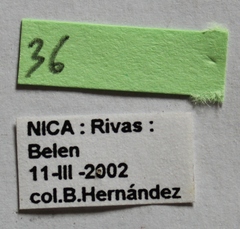 36
NICA : Rivas :
Belen
11-III -2002
col.B.Hernández